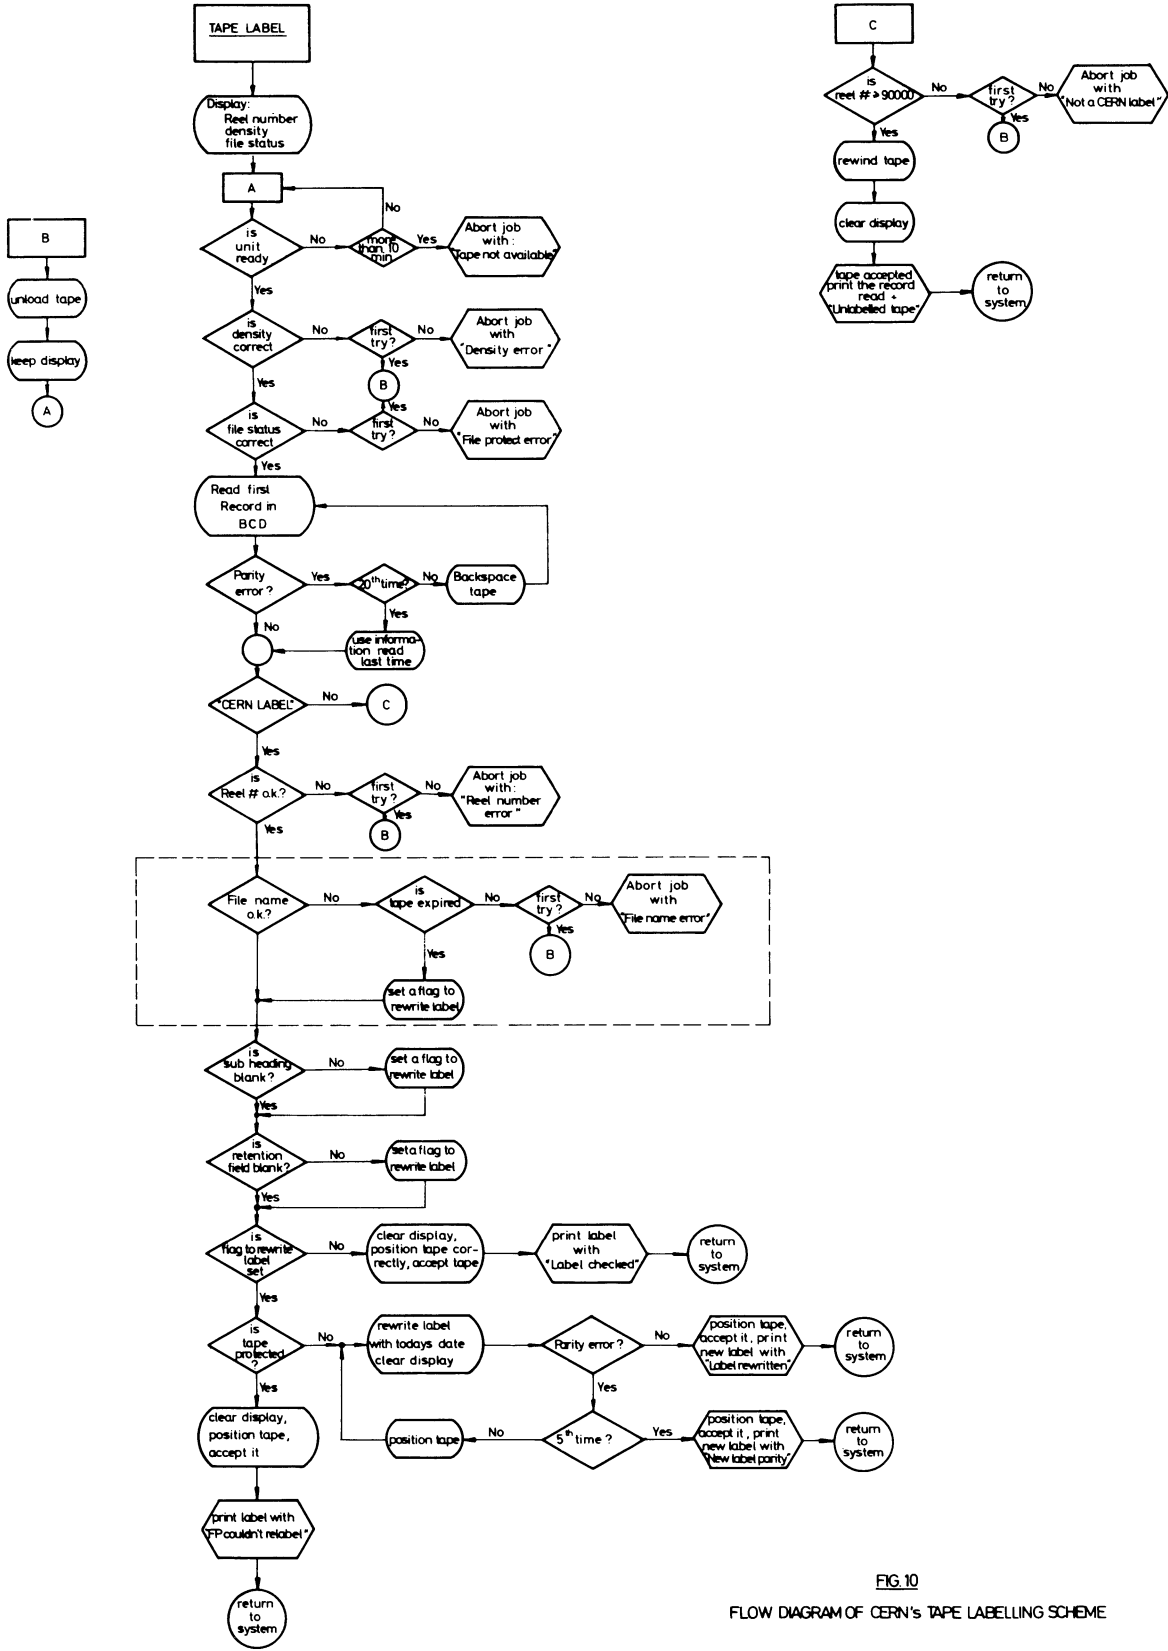 TAPE LABEL
Display:
Reel number
density
file status
A
is
unit
ready
No
more
than 10
min
No
Yes
Abort job
with :
"Tape not available"
Yes
is
density
correct
No
first
try?
No
Abort job
with
"Density error"
Yes
B
Yes
Yes
is
file status
correct
No
first
try?
No
Abort job
with
"File protect error"
Yes
Read first
Record in
BCD
Parity
error?
Yes
20th time?
No
Backspace
tape
Yes
No
use informa-
tion read
last time
"CERN LABEL"
No
C
Yes
is
Reel # o.k.?
No
first
try?
No
Abort job
with:
"Reel number
error"
Yes
B
Yes
File name
o.k.?
No
is
tape expired
No
first
try?
No
Abort job
with
"File name error"
Yes
B
Yes
set a flag to
rewrite label
is
sub heading
blank?
No
set a flag to
rewrite label
Yes
is
retention
field blank?
No
set a flag to
rewrite label
Yes
is
flag to rewrite
label
set
No
clear display,
position tape cor-
rectly, accept tape
print label
with
"Label checked"
return
to
system
Yes
is
tape
protected
?
No
rewrite label
with todays date
clear display
Parity error?
No
position tape,
accept it, print
new label with
"Label rewritten"
return
to
system
Yes
Yes
5th time?
No
position tape
Yes
position tape,
accept it, print
new label with
"New label parity"
return
to
system
clear display,
position tape,
accept it
print label with
"FP couldn't relabel"
return
to
system
B
unload tape
keep display
A
C
is
reel # > 90000
No
first
try?
No
Abort job
with
"Not a CERN label"
Yes
B
Yes
rewind tape
clear display
tape accepted
print the record
read +
"Unlabelled tape"
return
to
system
FIG. 10
FLOW DIAGRAM OF CERN's TAPE LABELLING SCHEME